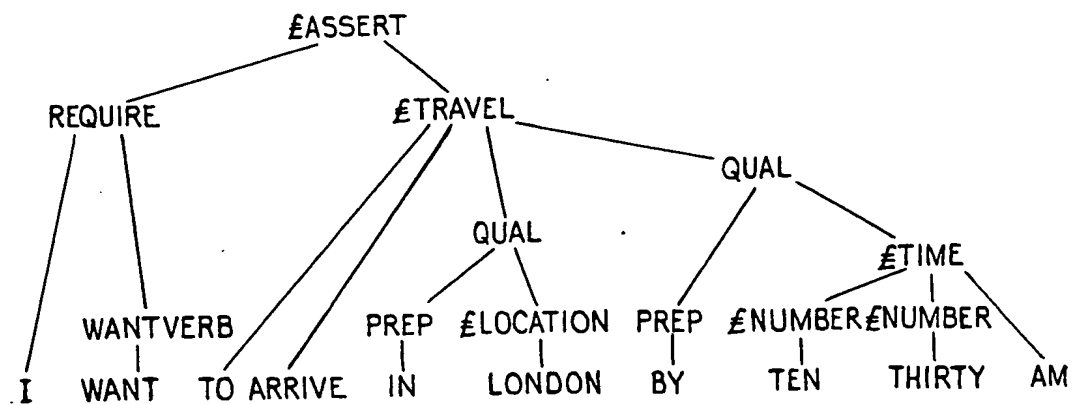 £ASSERT
REQUIRE £TRAVEL
QUAL
QUAL
£TIME
WANTVERB PREP £LOCATION PREP £NUMBER £NUMBER
I WANT TO ARRIVE IN LONDON BY TEN THIRTY AM